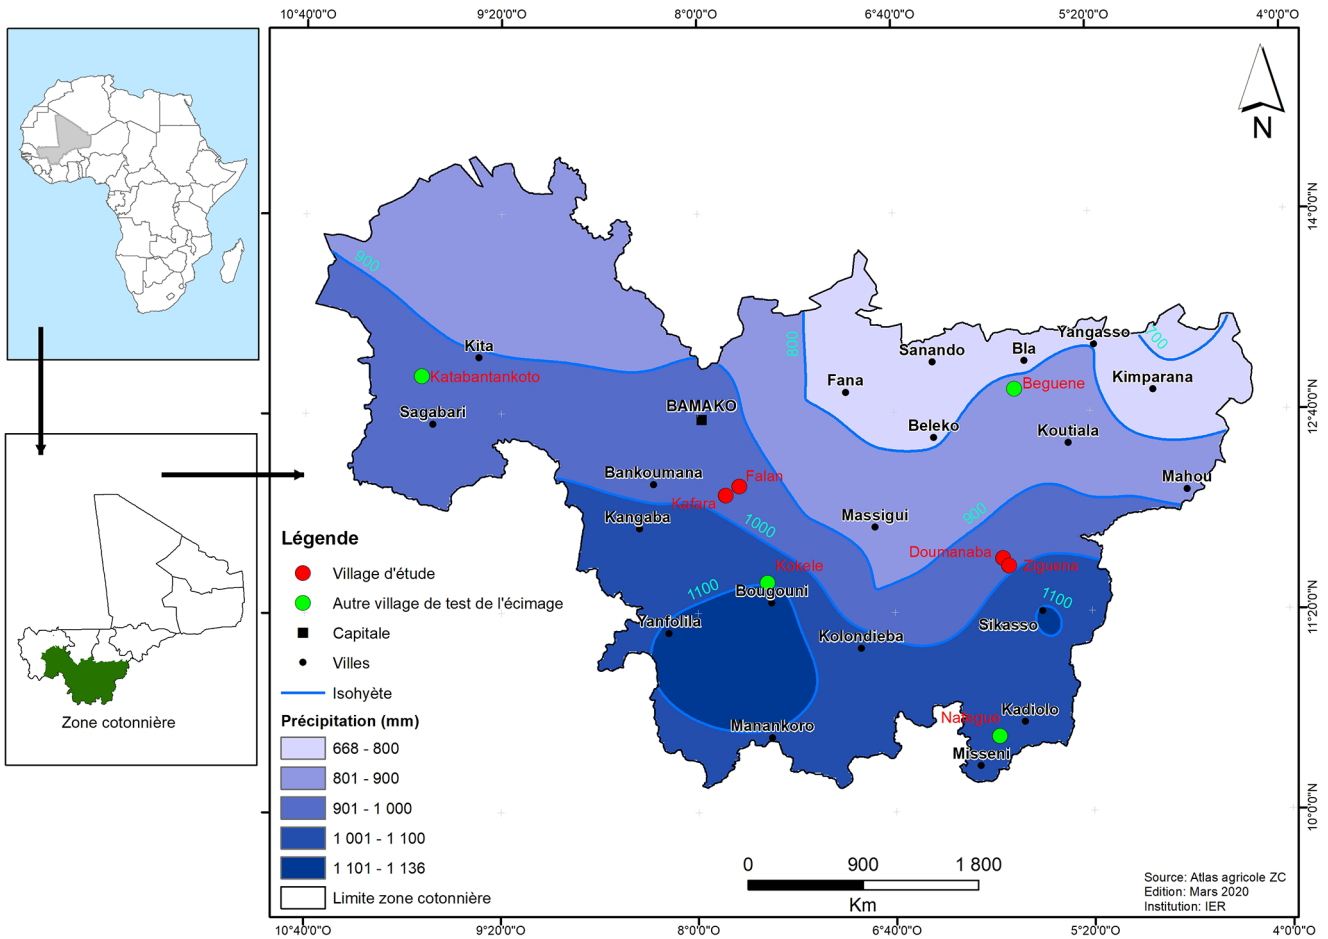 10°40'0"O
9°20'0"O
8°0'0"O
6°40'0"O
5°20'0"O
4°0'0"O
N
14°0'0"N
12°40'0"N
11°20'0"N
10°0'0"N
900
800
700
Yangasso
Kita
Sanando
Bla
Katabantankoto
Fana
Beguene
Kimparana
Sagabari
BAMAKO
Beleko
Koutiala
Bankoumana
Falan
Mahou
Kafara
Kangaba
1000
Massigui
900
Doumanaba
Ziguena
Kokele
1100
Bougouni
1100
Yanfolila
Kolondieba
Sikasso
Nategue
Kadiolo
Manankoro
Misseni
Zone cotonnière
Légende
Village d'étude
Autre village de test de l'écimage
Capitale
Villes
Isohyète
Précipitation (mm)
668 - 800
801 - 900
901 - 1 000
1 001 - 1 100
1 101 - 1 136
Limite zone cotonnière
0 900 1 800
Km
Source: Atlas agricole ZC
Edition: Mars 2020
Institution: IER
10°40'0"O
9°20'0"O
8°0'0"O
6°40'0"O
5°20'0"O
4°0'0"O